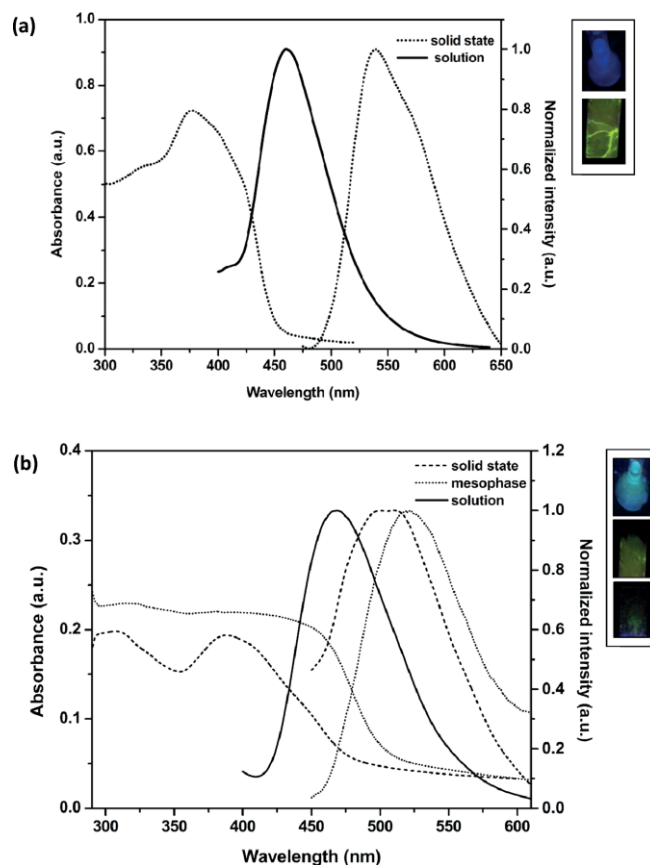 (a)
1.0
0.8
0.6
0.4
0.2
0.0
Absorbance (a.u.)
solid state
solution
1.0
0.8
0.6
0.4
0.2
0.0
Normalized intensity (a.u.)
300 350 400 450 500 550 600 650
Wavelength (nm)
(b)
0.4
0.3
0.2
0.1
0.0
Absorbance (a.u.)
solid state
mesophase
solution
1.2
1.0
0.8
0.6
0.4
0.2
0.0
Normalized intensity (a.u.)
300 350 400 450 500 550 600
Wavelength (nm)